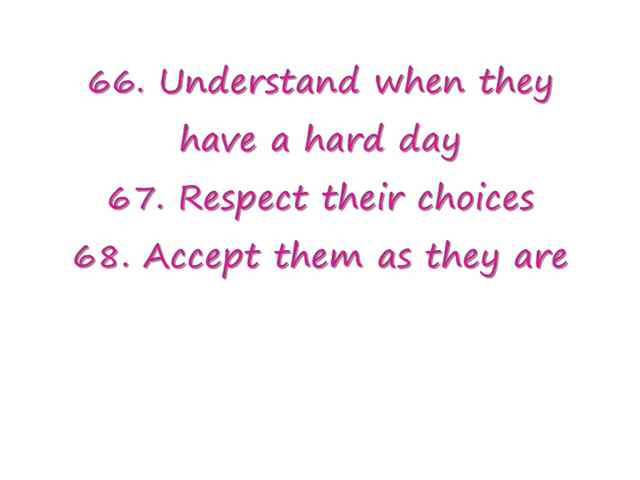 66. Understand when they
have a hard day
67. Respect their choices
68. Accept them as they are